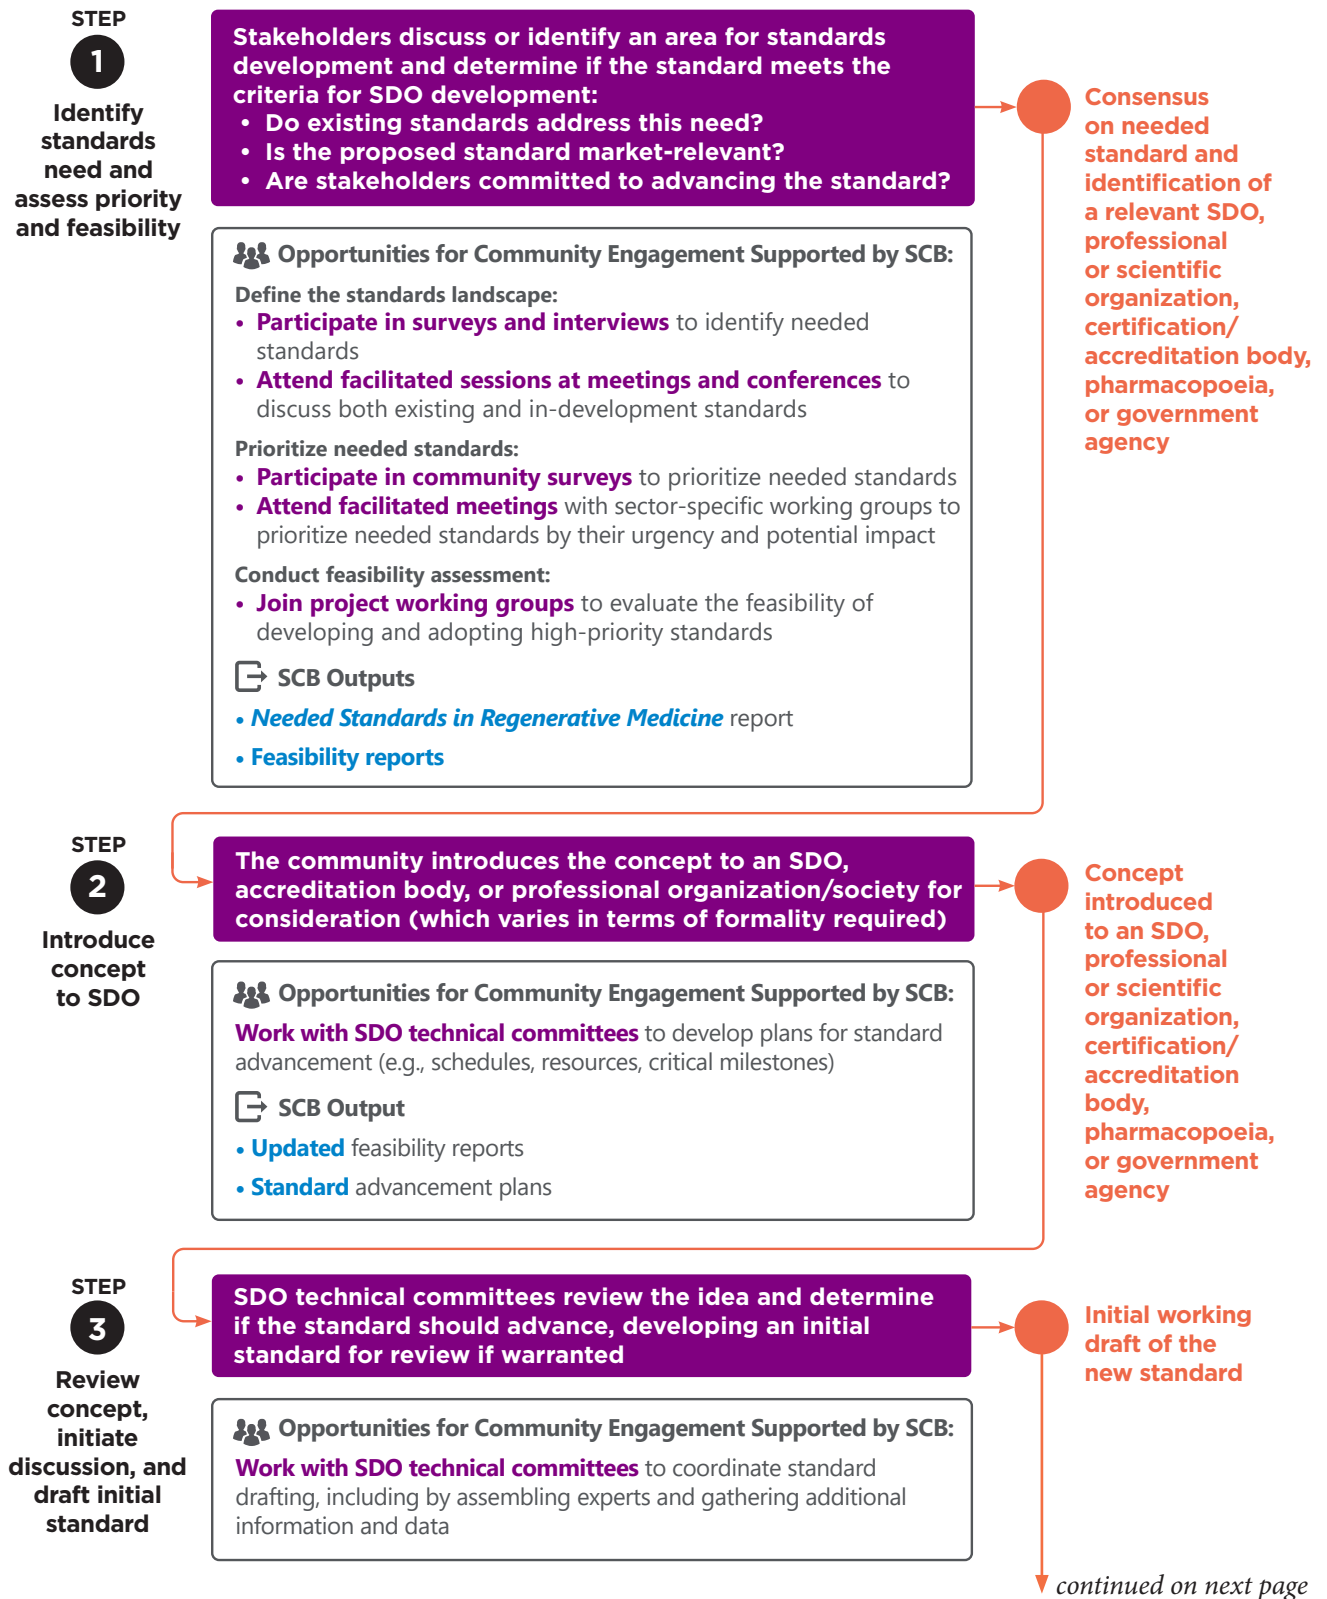 STEP
1
Identify
standards
need and
assess priority
and feasibility
Stakeholders discuss or identify an area for standards
development and determine if the standard meets the
criteria for SDO development:
• Do existing standards address this need?
• Is the proposed standard market-relevant?
• Are stakeholders committed to advancing the standard?
Consensus
on needed
standard and
identification of
a relevant SDO,
professional
or scientific
organization,
certification/
accreditation body,
pharmacopoeia,
or government
agency
Opportunities for Community Engagement Supported by SCB:
Define the standards landscape:
• Participate in surveys and interviews to identify needed
standards
• Attend facilitated sessions at meetings and conferences to
discuss both existing and in-development standards
Prioritize needed standards:
• Participate in community surveys to prioritize needed standards
• Attend facilitated meetings with sector-specific working groups to
prioritize needed standards by their urgency and potential impact
Conduct feasibility assessment:
• Join project working groups to evaluate the feasibility of
developing and adopting high-priority standards
SCB Outputs
• Needed Standards in Regenerative Medicine report
• Feasibility reports
STEP
2
Introduce
concept
to SDO
The community introduces the concept to an SDO,
accreditation body, or professional organization/society for
consideration (which varies in terms of formality required)
Concept
introduced
to an SDO,
professional
or scientific
organization,
certification/
accreditation
body,
pharmacopoeia,
or government
agency
Opportunities for Community Engagement Supported by SCB:
Work with SDO technical committees to develop plans for standard
advancement (e.g., schedules, resources, critical milestones)
SCB Output
• Updated feasibility reports
• Standard advancement plans
STEP
3
Review
concept,
initiate
discussion, and
draft initial
standard
SDO technical committees review the idea and determine
if the standard should advance, developing an initial
standard for review if warranted
Initial working
draft of the
new standard
Opportunities for Community Engagement Supported by SCB:
Work with SDO technical committees to coordinate standard
drafting, including by assembling experts and gathering additional
information and data
continued on next page